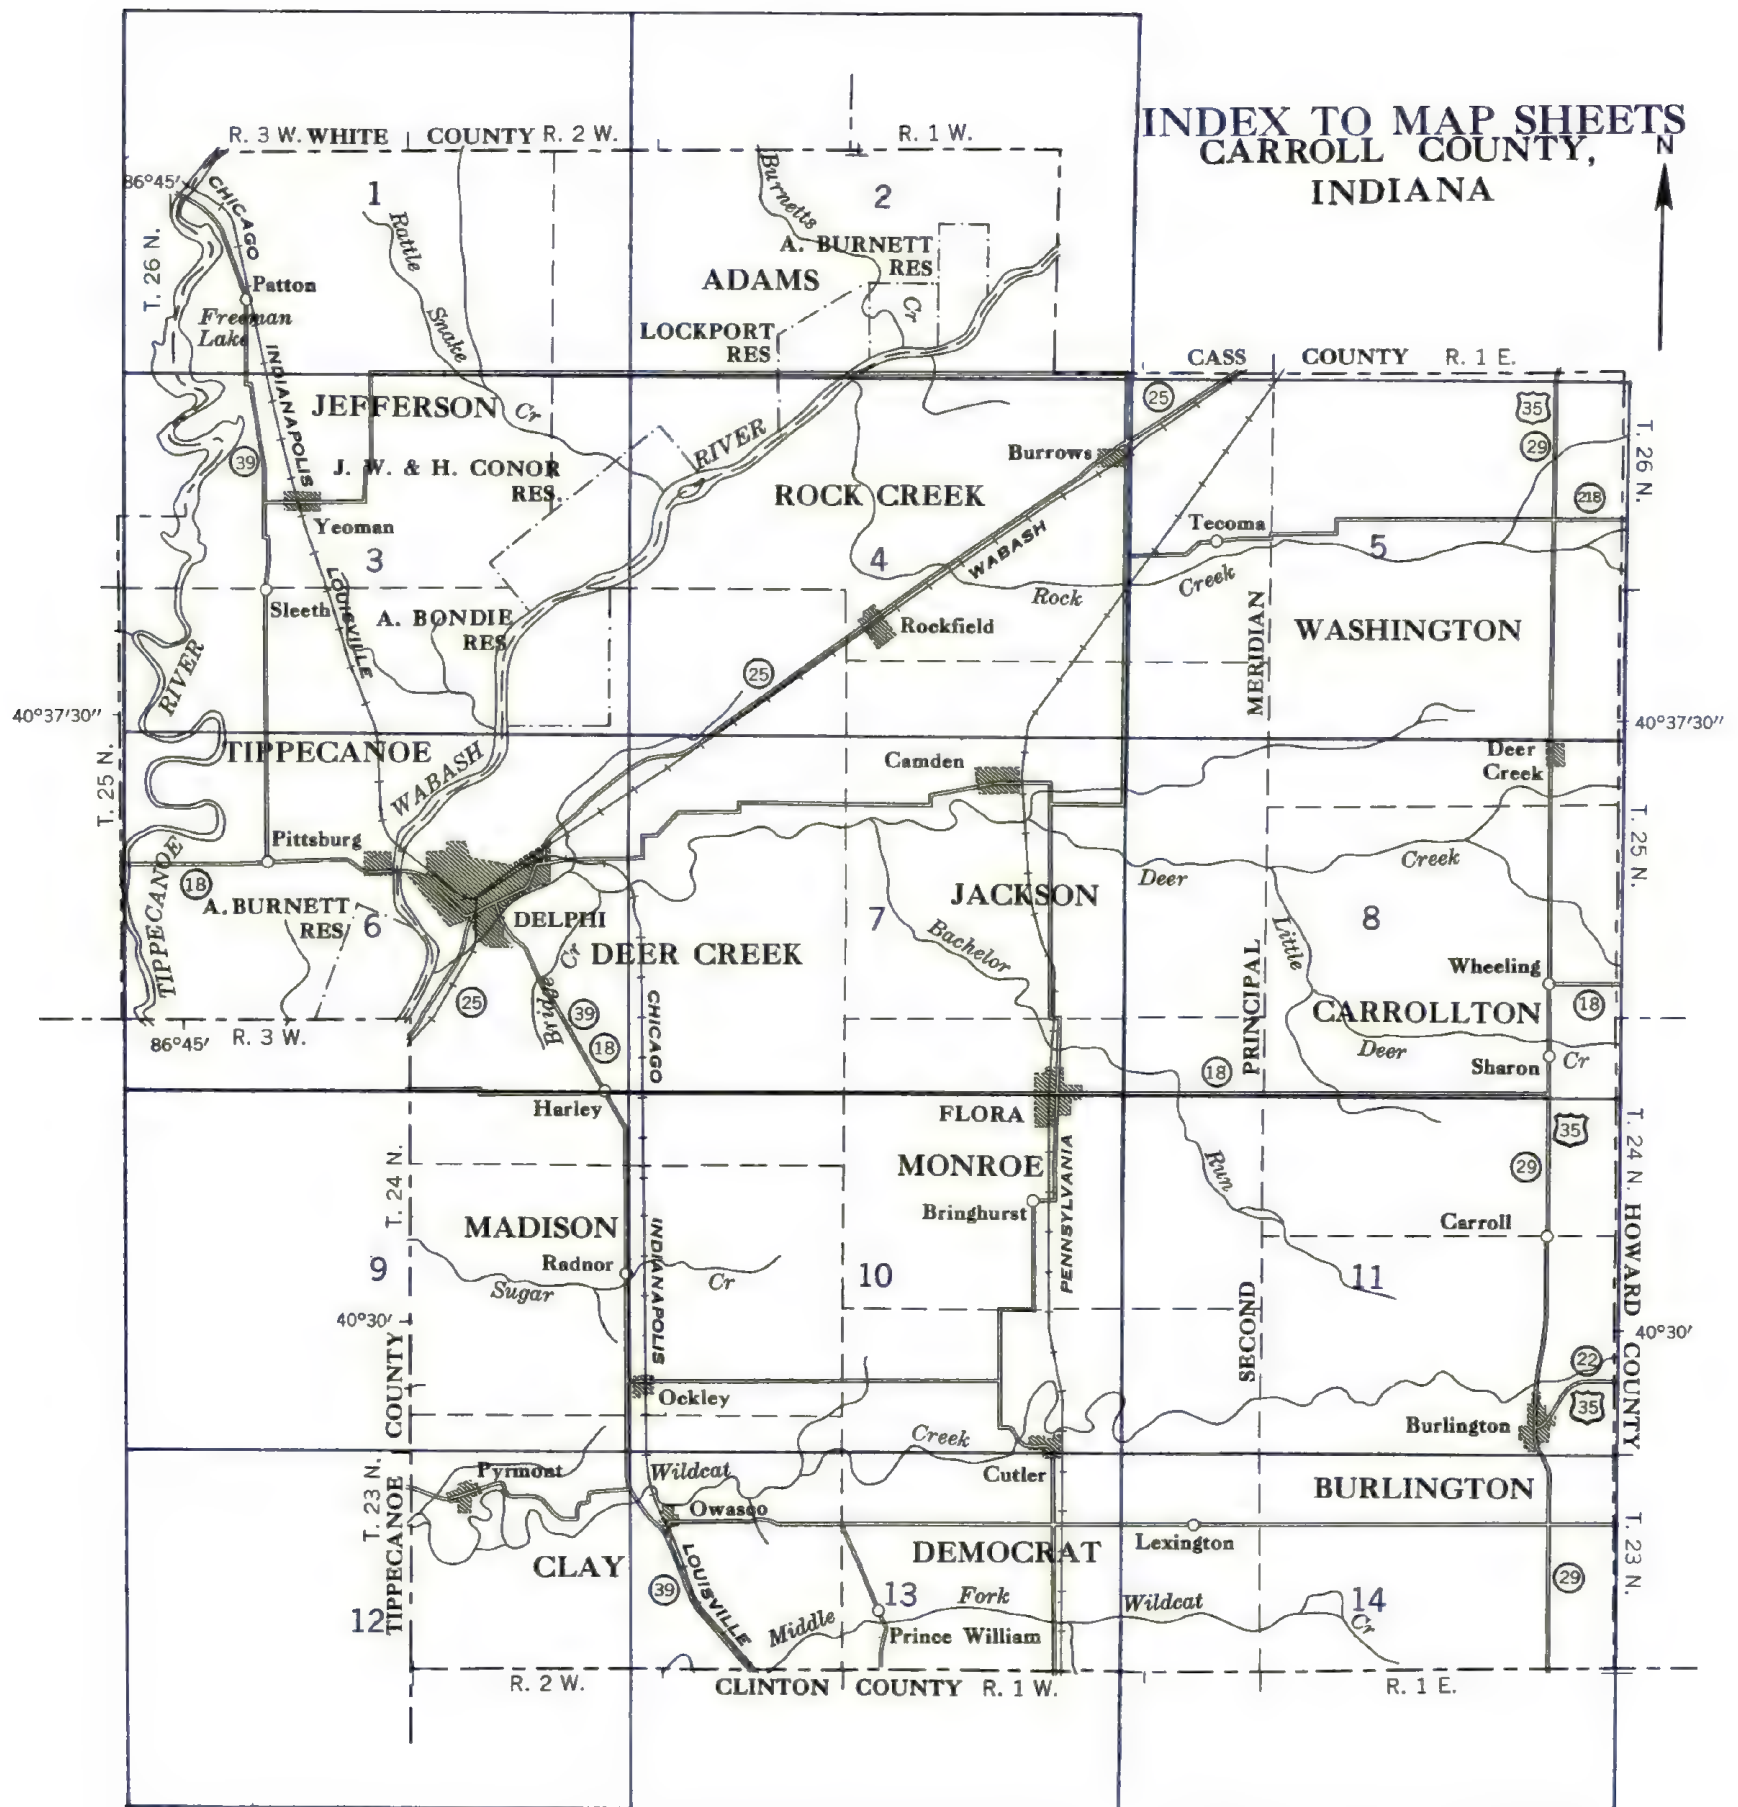 INDEX TO MAP SHEETS
CARROLL COUNTY,
INDIANA
N
R. 3 W. WHITE COUNTY R. 2 W.
R. 1 W.
86°45′
CHICAGO
1
Rattle
Snake
Cr
Burnetts
2
A. BURNETT
RES
Cr
ADAMS
T. 26 N.
Patton
Freeman
Lake
LOCKPORT
RES
INDIANAPOLIS
CASS COUNTY R. 1 E.
JEFFERSON
25
35
29
T. 26 N.
39
RIVER
Burrows
J. W. & H. CONOR
RES.
ROCK CREEK
218
Yeoman
Tecoma
3
4
WABASH
5
LOUISVILLE
Rock
Creek
Sleeth
A. BONDIE
RES
Rockfield
WASHINGTON
RIVER
25
MERIDIAN
40°37′30″
40°37′30″
TIPPECANOE
WABASH
Camden
Deer
Creek
T. 25 N.
T. 25 N.
Pittsburg
Creek
Deer
18
TIPPECANOE
A. BURNETT
RES
6
DELPHI
JACKSON
7
8
Cr
DEER CREEK
Bachelor
Little
Wheeling
25
Bridge
39
CHICAGO
PRINCIPAL
CARROLLTON
18
86°45′
R. 3 W.
18
Deer
Cr
18
Sharon
Harley
FLORA
35
T. 24 N.
T. 24 N.
MONROE
PENNSYLVANIA
Run
29
MADISON
Bringhurst
Carroll
INDIANAPOLIS
HOWARD COUNTY
9
Radnor
Sugar
Cr
10
11
40°30′
40°30′
SECOND
22
Ockley
35
Burlington
Creek
Pyrmont
Wildcat
Cutler
BURLINGTON
T. 23 N.
Owasco
T. 23 N.
CLAY
LOUISVILLE
DEMOCRAT
Lexington
39
13
Fork
Wildcat
14
29
12
TIPPECANOE COUNTY
Middle
Prince William
Cr
R. 2 W.
CLINTON COUNTY R. 1 W.
R. 1 E.